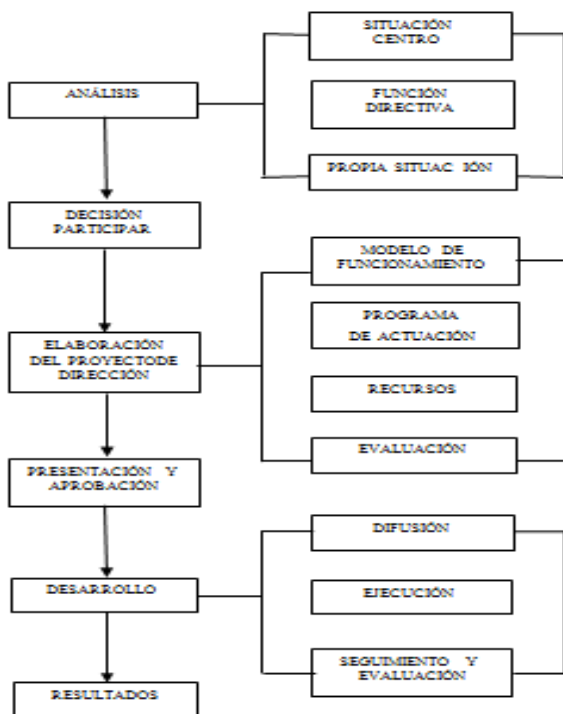 SITUACIÓN
CENTRO
ANÁLISIS
FUNCIÓN
DIRECTIVA
PROPIA SITUAC IÓN
DECISIÓN
PARTICIPAR
MODELO DE
FUNCIONAMIENTO
PROGRAMA
DE ACTUACIÓN
ELABORACIÓN
DEL PROYECTODE
DIRECCIÓN
RECURSOS
EVALUACIÓN
PRESENTACIÓN Y
APROBACIÓN
DIFUSIÓN
DESARROLLO
EJECUCIÓN
SEGUIMIENTO Y
EVALUACIÓN
RESULTADOS